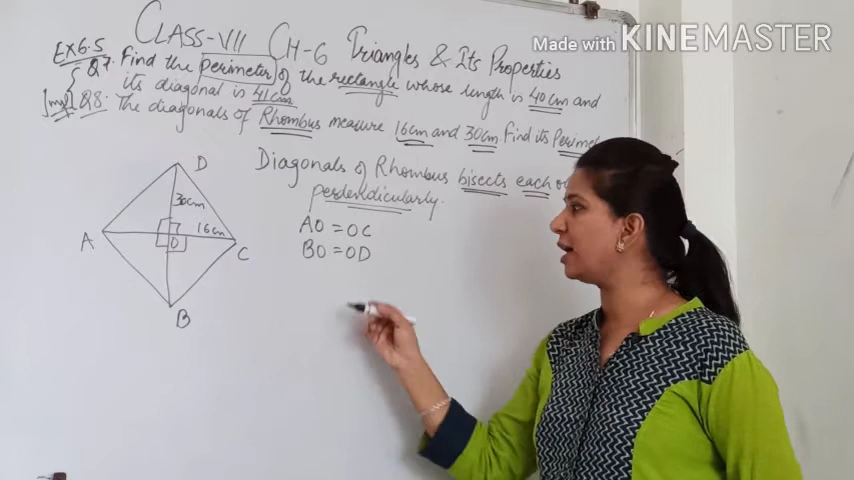 Made with KINEMASTER
CLASS-VII CH-6 Triangles & Its Properties
Ex 6.5
Q7. Find the perimeter of the rectangle whose length is 40cm and
its diagonal is 41cm
Imp Q8. The diagonals of Rhombus measure 16cm and 30cm. Find its Perimet
Diagonals of Rhombus bisects each
perpendicularly.
D
30cm
16cm
A
O
C
B
AO = OC
BO = OD